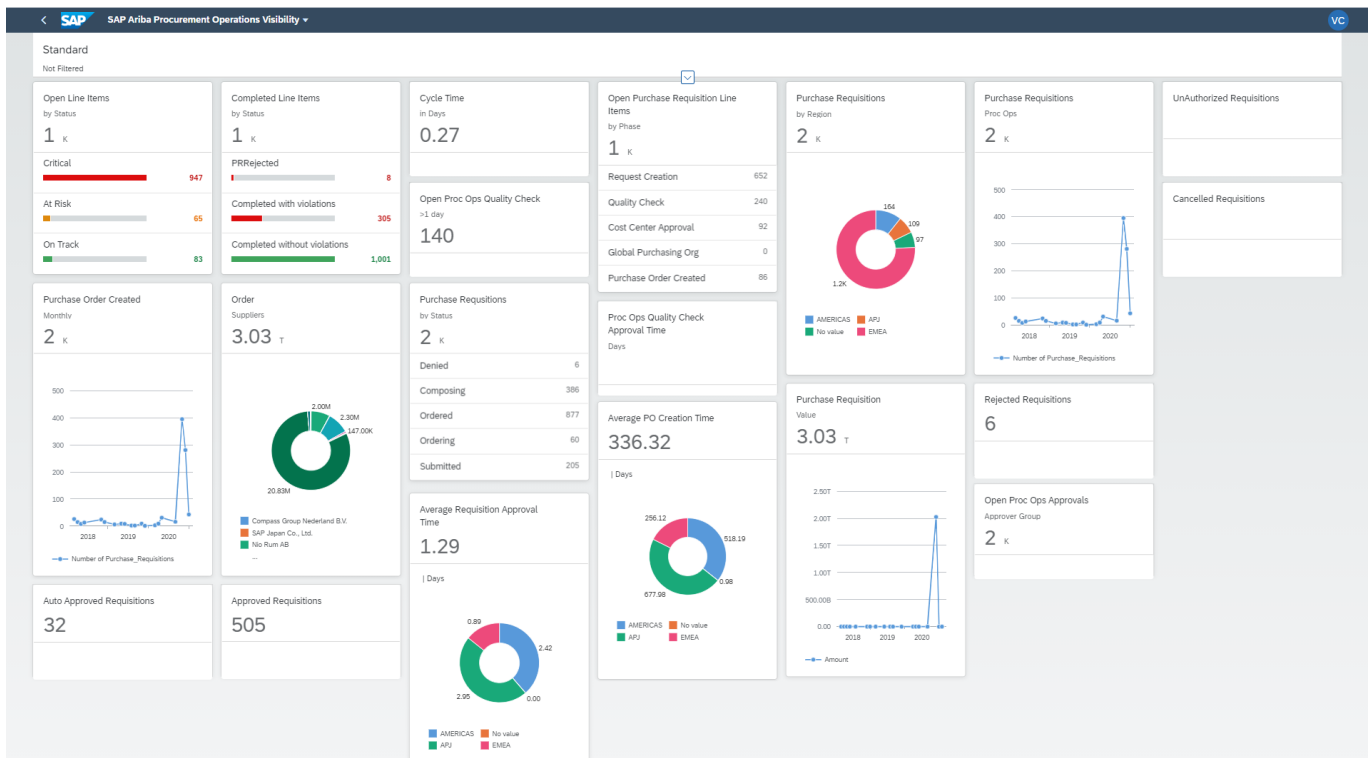 SAP
SAP Ariba Procurement Operations Visibility
VC
Standard
Not Filtered
Open Line Items
by Status
1 K
Critical
947
At Risk
65
On Track
83
Completed Line Items
by Status
1 K
PRRejected
8
Completed with violations
305
Completed without violations
1,001
Cycle Time
in Days
0.27
Open Proc Ops Quality Check
>1 day
140
Open Purchase Requisition Line
Items
by Phase
1 K
Request Creation 652
Quality Check 240
Cost Center Approval 92
Global Purchasing Org 0
Purchase Order Created 86
Purchase Requisitions
by Region
2 K
164
109
97
1.2K
AMERICAS APJ
No value EMEA
Purchase Requisitions
Proc Ops
2 K
500
400
300
200
100
0
2018 2019 2020
Number of Purchase_Requisitions
UnAuthorized Requisitions
Cancelled Requisitions
Purchase Order Created
Monthly
2 K
500
400
300
200
100
0
2018 2019 2020
Number of Purchase_Requisitions
Order
Suppliers
3.03 T
2.00M
2.30M
147.00K
20.83M
Compass Group Nederland B.V.
SAP Japan Co., Ltd.
Nio Rum AB
...
Purchase Requsitions
by Status
2 K
Denied 6
Composing 386
Ordered 877
Ordering 60
Submitted 205
Proc Ops Quality Check
Approval Time
Days
Average PO Creation Time
336.32
| Days
256.12
518.19
0.98
677.98
AMERICAS No value
APJ EMEA
Purchase Requisition
Value
3.03 T
2.50T
2.00T
1.50T
1.00T
500.00B
0.00
2018 2019 2020
Amount
Rejected Requisitions
6
Open Proc Ops Approvals
Approver Group
2 K
Average Requisition Approval
Time
1.29
| Days
0.89
2.42
2.95
0.00
AMERICAS No value
APJ EMEA
Auto Approved Requisitions
32
Approved Requisitions
505